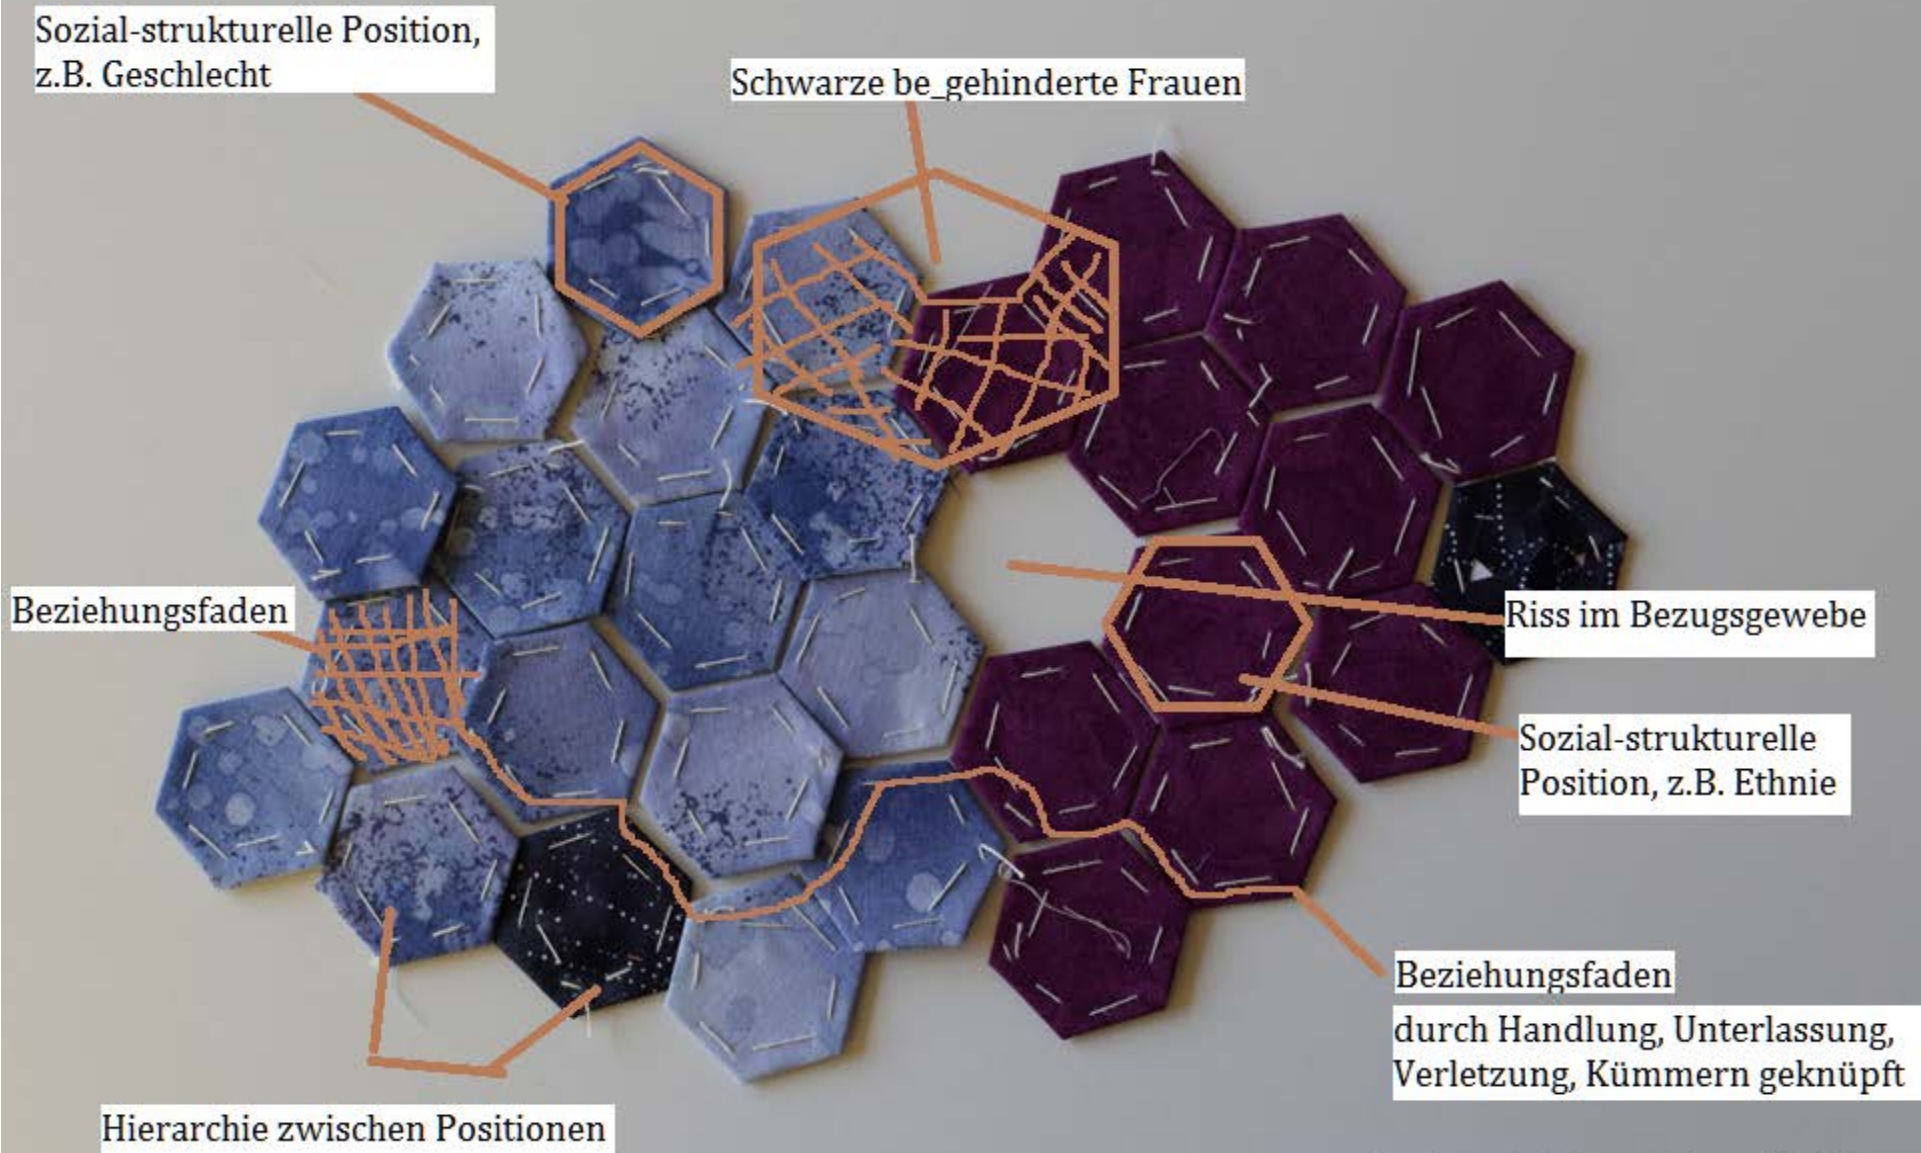 Sozial-strukturelle Position,
z.B. Geschlecht
Schwarze be_gehinderte Frauen
Beziehungsfaden
Riss im Bezugsgewebe
Sozial-strukturelle
Position, z.B. Ethnie
Beziehungsfaden
durch Handlung, Unterlassung,
Verletzung, Kümmern geknüpft
Hierarchie zwischen Positionen